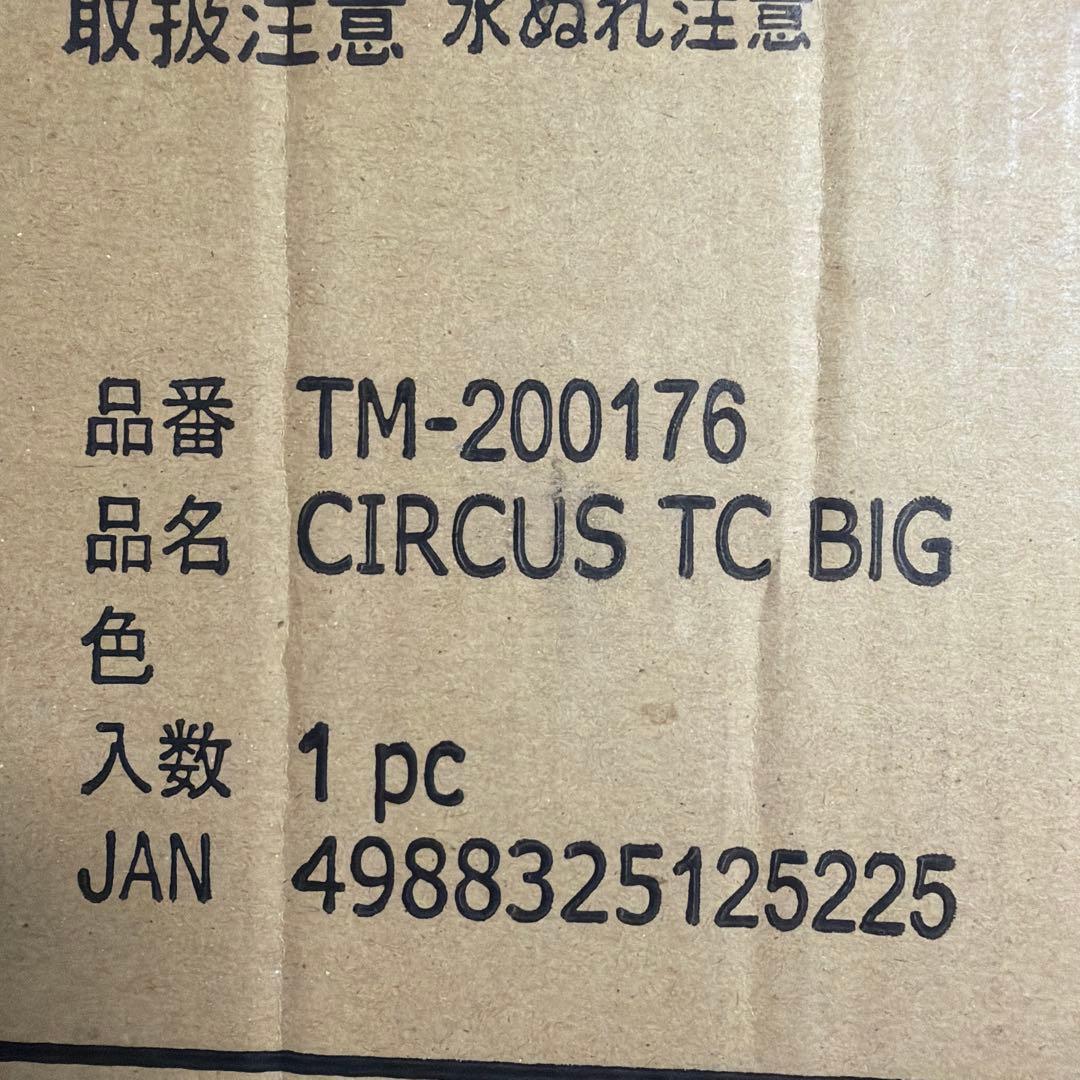 取扱注意 水ぬれ注意
品番 TM-200176
品名 CIRCUS TC BIG
色
入数 1 pc
JAN 4988325125225